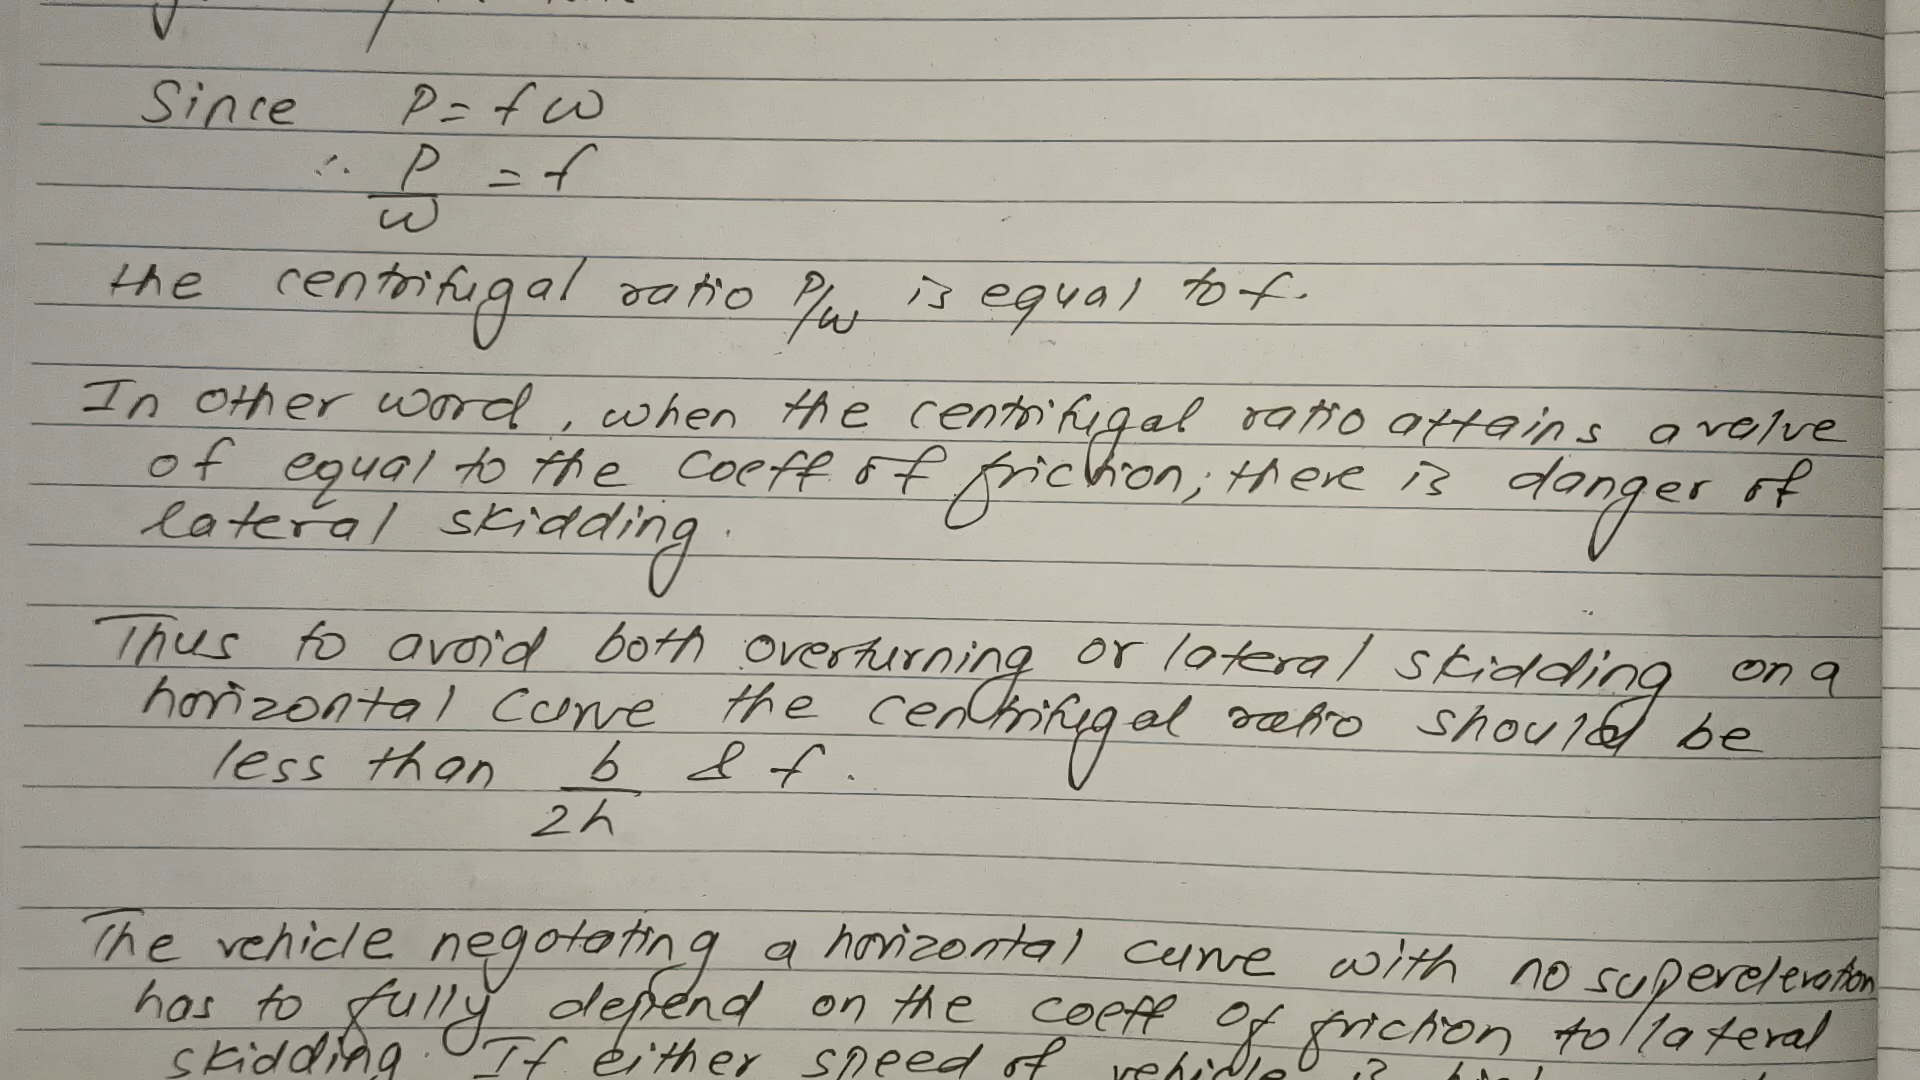 Since P = f w
∴ P/w = f
the centrifugal ratio P/w is equal to f.
In other word, when the centrifugal ratio attains a value
of equal to the coeff of friction; there is danger of
lateral skidding.
Thus to avoid both overturning or lateral skidding on a
horizontal curve the centrifugal ratio should be
less than b/2h & f.
The vehicle negotating a horizontal curve with no superelevation
has to fully depend on the coeff of friction to lateral
skidding. If either speed of vehicle is